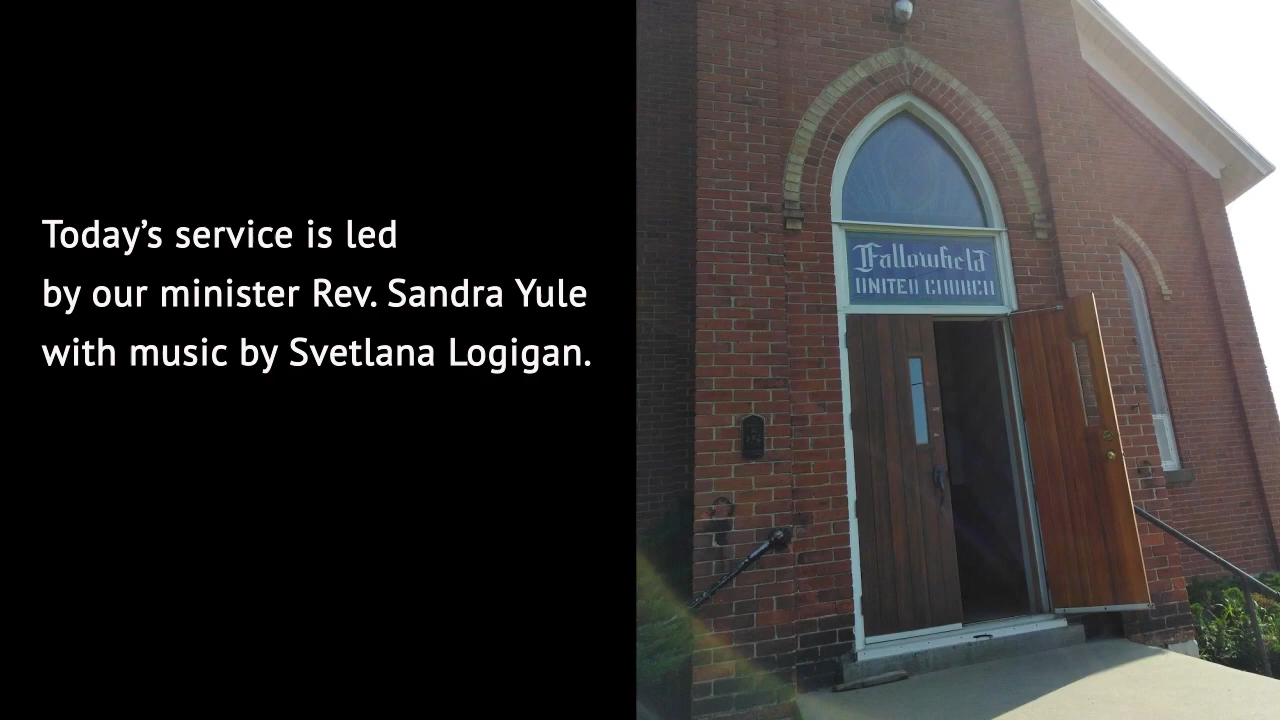 Today’s service is led
by our minister Rev. Sandra Yule
with music by Svetlana Logigan.
Fallowfield
UNITED CHURCH